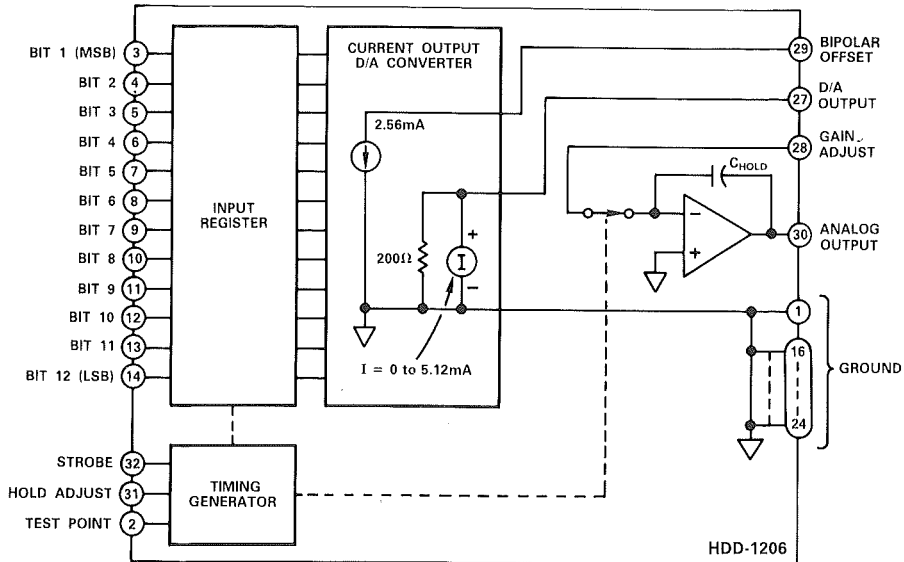 BIT 1 (MSB) 3
BIT 2 4
BIT 3 5
BIT 4 6
BIT 5 7
BIT 6 8
BIT 7 9
BIT 8 10
BIT 9 11
BIT 10 12
BIT 11 13
BIT 12 (LSB) 14
STROBE 32
HOLD ADJUST 31
TEST POINT 2
INPUT
REGISTER
TIMING
GENERATOR
CURRENT OUTPUT
D/A CONVERTER
2.56mA
200Ω
+
I
−
I = 0 to 5.12mA
CHOLD
−
+
29 BIPOLAR
OFFSET
27 D/A
OUTPUT
28 GAIN
ADJUST
30 ANALOG
OUTPUT
1
16
24
GROUND
HDD-1206